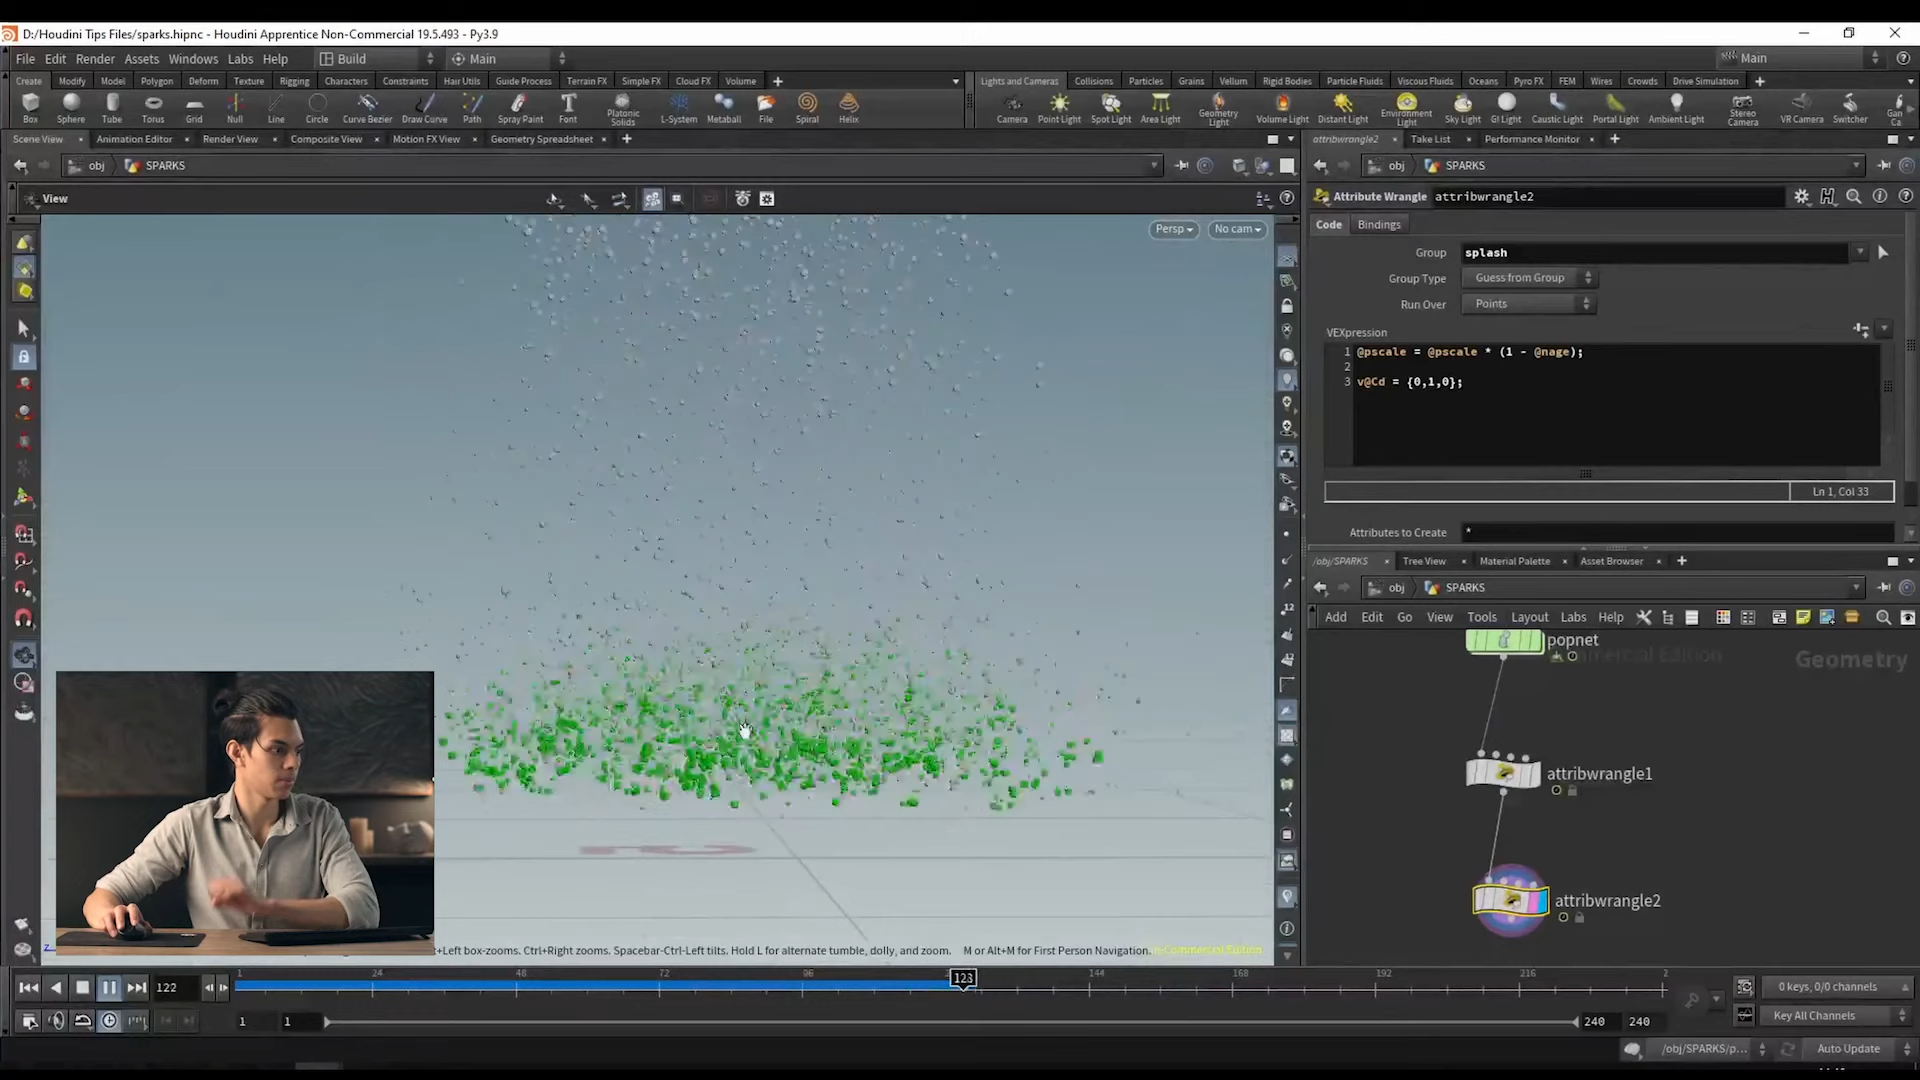 D:/Houdini Tips Files/sparks.hipnc - Houdini Apprentice Non-Commercial 19.5.493 - Py3.9
File Edit Render Assets Windows Labs Help Build Main Main
Create Modify Model Polygon Deform Texture Rigging Characters Constraints Hair Utils Guide Process Terrain FX Simple FX Cloud FX Volume
Lights and Cameras Collisions Particles Grains Vellum Rigid Bodies Particle Fluids Viscous Fluids Oceans Pyro FX FEM Wires Crowds Drive Simulation
Box Sphere Tube Torus Grid Null Line Circle Curve Bezier Draw Curve Path Spray Paint Font Platonic Solids L-System Metaball File Spiral Helix
Camera Point Light Spot Light Area Light Geometry Light Volume Light Distant Light Environment Light Sky Light GI Light Caustic Light Portal Light Ambient Light Stereo Camera VR Camera Switcher
Scene View Animation Editor Render View Composite View Motion FX View Geometry Spreadsheet
attribwrangle2 Take List Performance Monitor
obj SPARKS
obj SPARKS
View
Persp No cam
Attribute Wrangle attribwrangle2
Code Bindings
Group splash
Group Type Guess from Group
Run Over Points
VEXpression
1 @pscale = @pscale * (1 - @nage);
2
3 v@Cd = {0,1,0};
Ln 1, Col 33
Attributes to Create *
/obj/SPARKS Tree View Material Palette Asset Browser
obj SPARKS
Add Edit Go View Tools Layout Labs Help
popnet
Geometry
attribwrangle1
attribwrangle2
+Left box-zooms. Ctrl+Right zooms. Spacebar-Ctrl-Left tilts. Hold L for alternate tumble, dolly, and zoom. M or Alt+M for First Person Navigation.
122 1 24 48 72 96 123 144 168 192 216 2
0 keys, 0/0 channels
1 1 240 240 Key All Channels
/obj/SPARKS/p... Auto Update